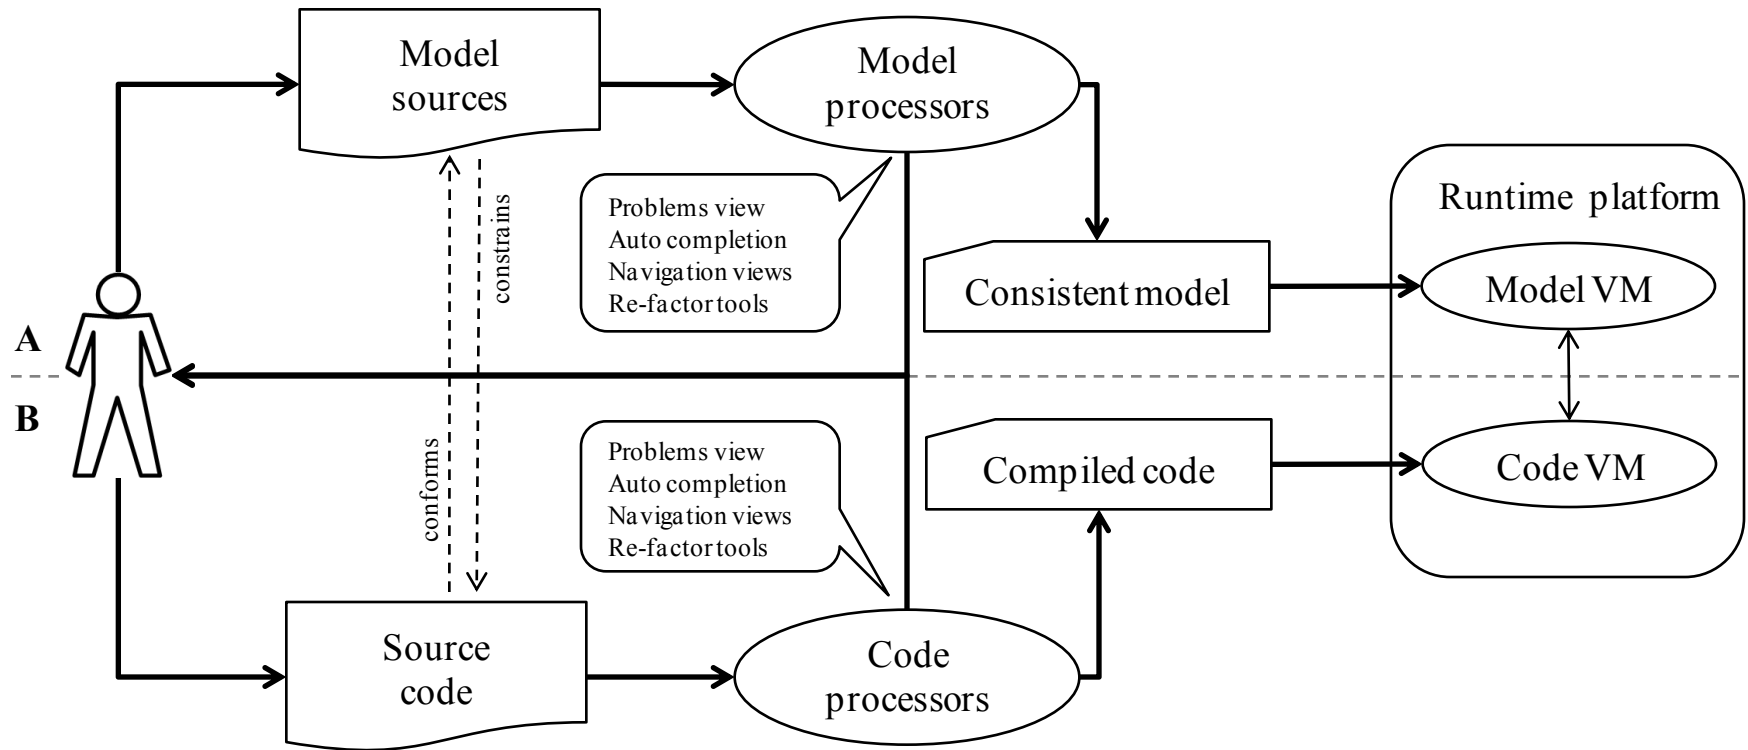 Model
sources
Model
processors
Problems view
Auto completion
Navigation views
Re-factor tools
constrains
Runtime platform
Consistent model
Model VM
A
B
conforms
Problems view
Auto completion
Navigation views
Re-factor tools
Compiled code
Code VM
Source
code
Code
processors